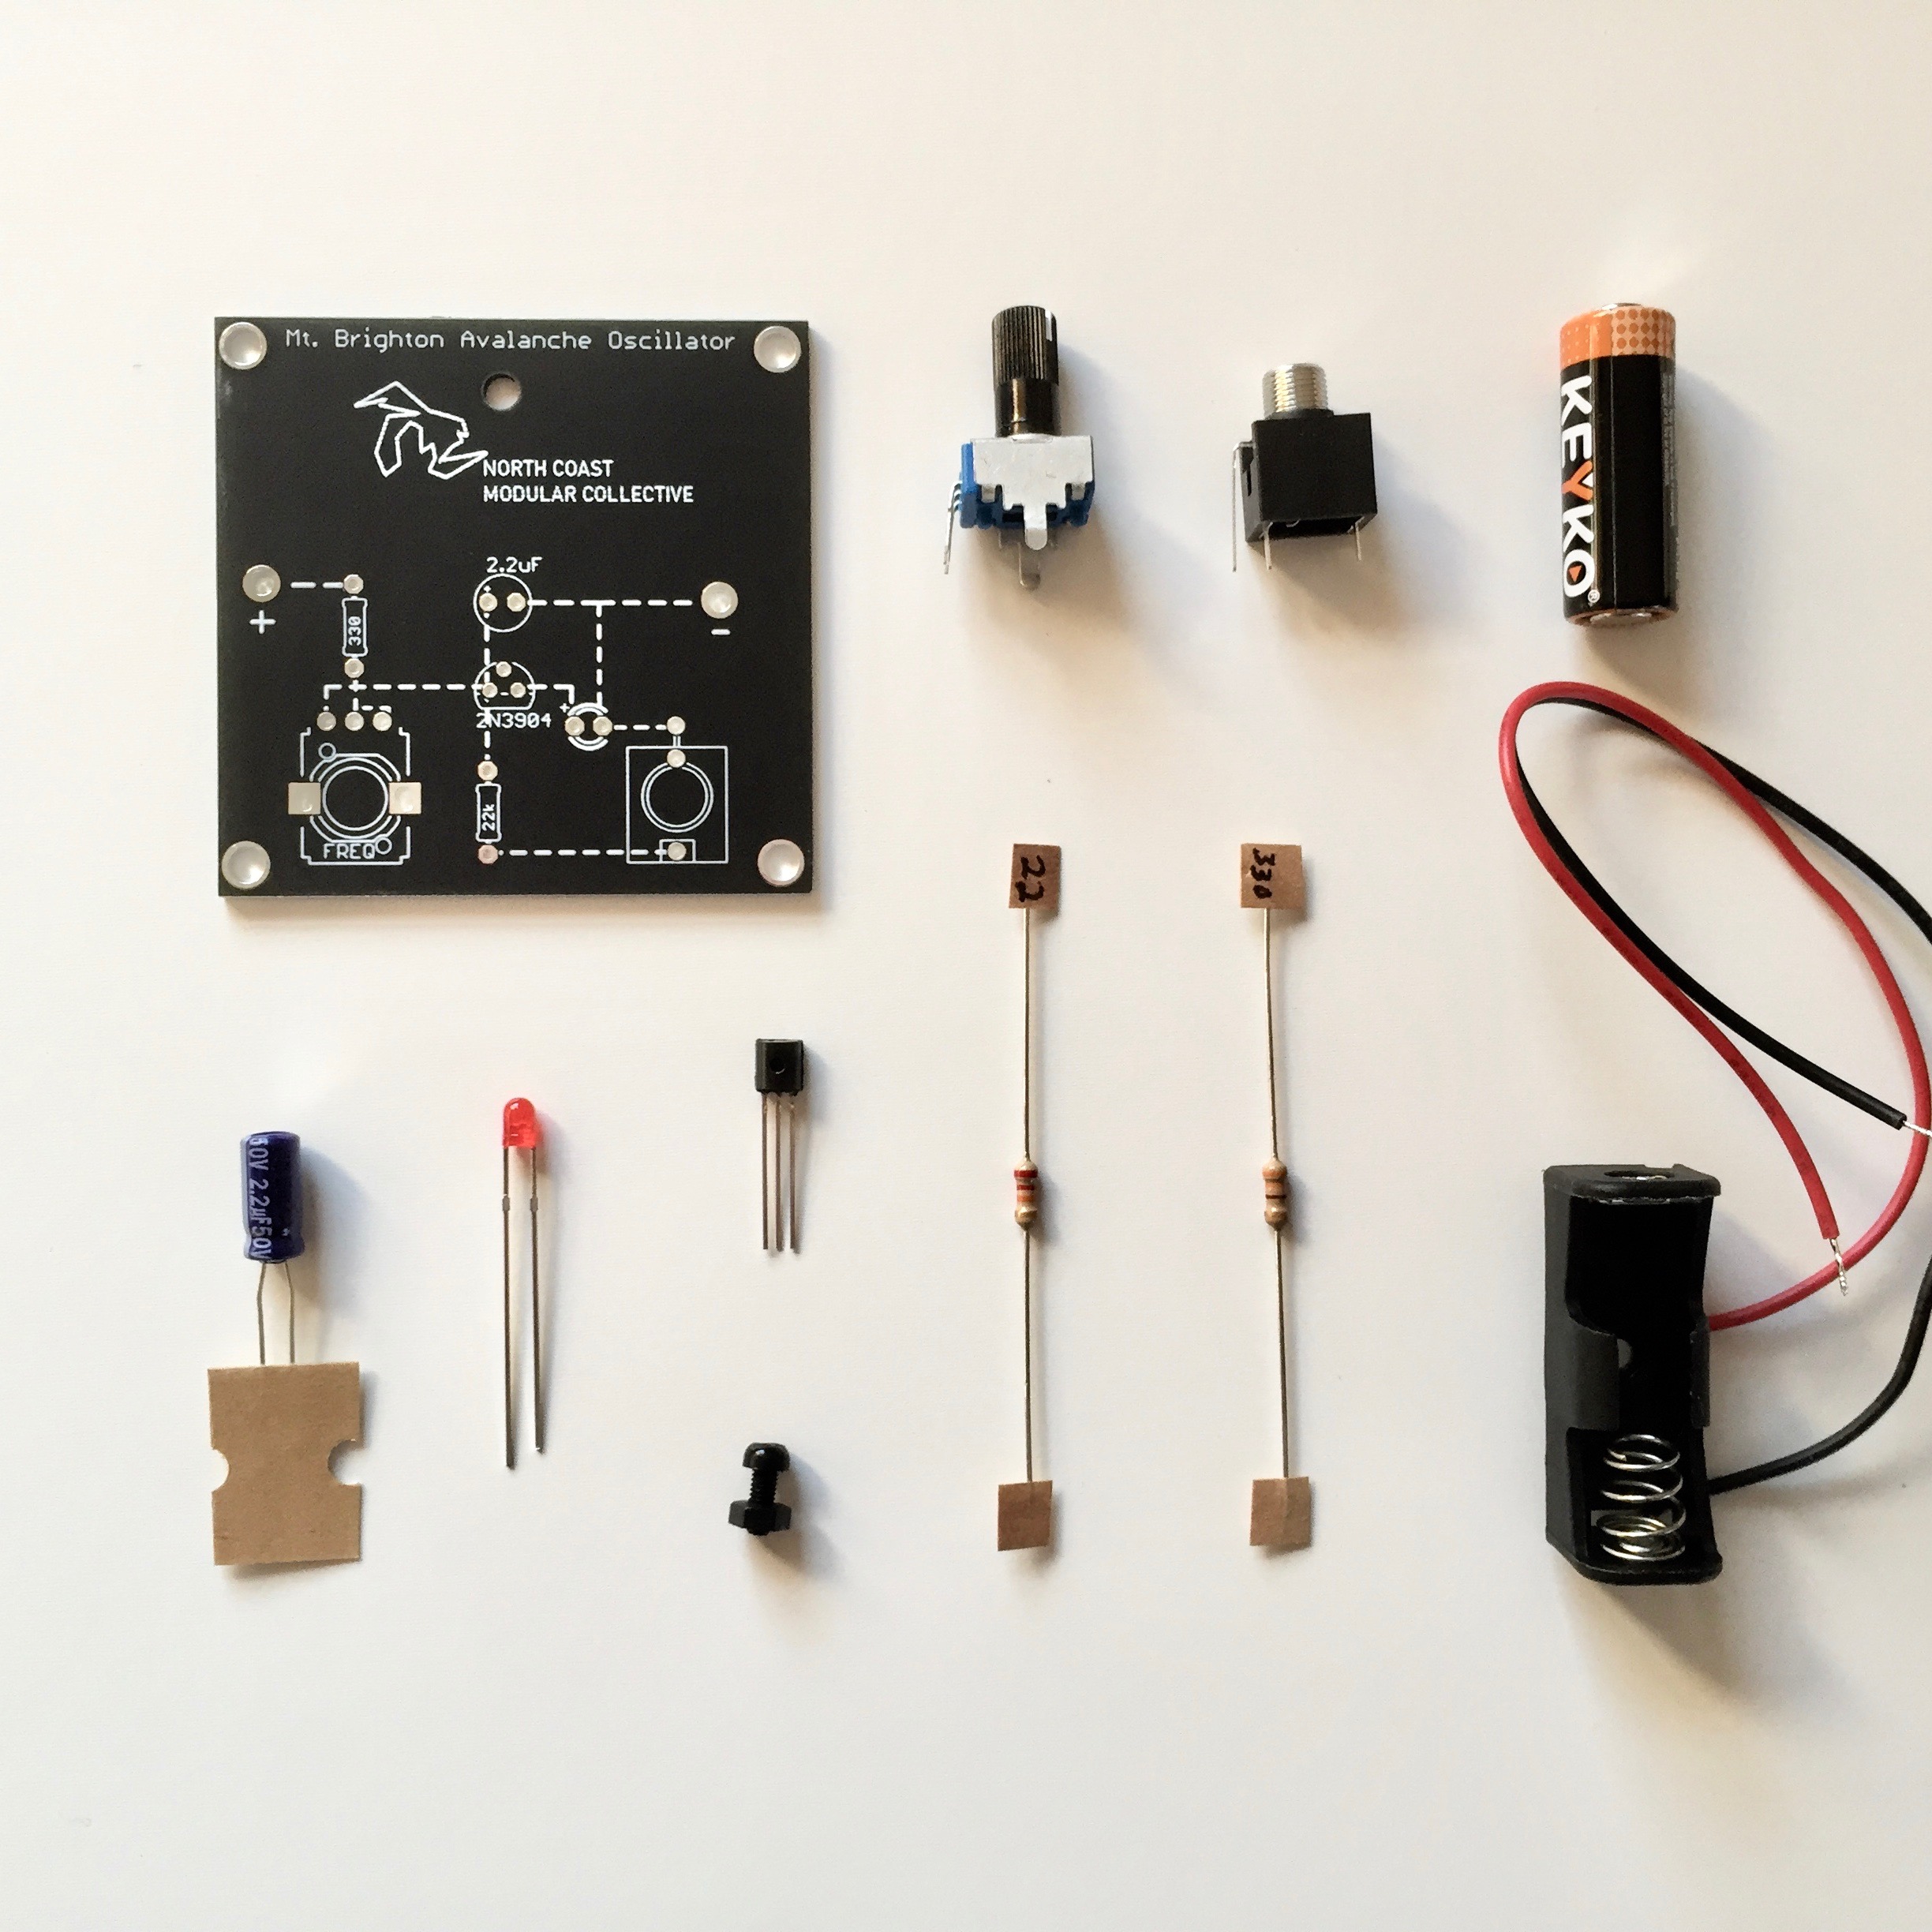 Mt. Brighton Avalanche Oscillator
NORTH COAST
MODULAR COLLECTIVE
2.2uF
+
-
330
+
2N3904
+
22k
FREQ
KEYKO®
22
330
50V 2.2µF50V